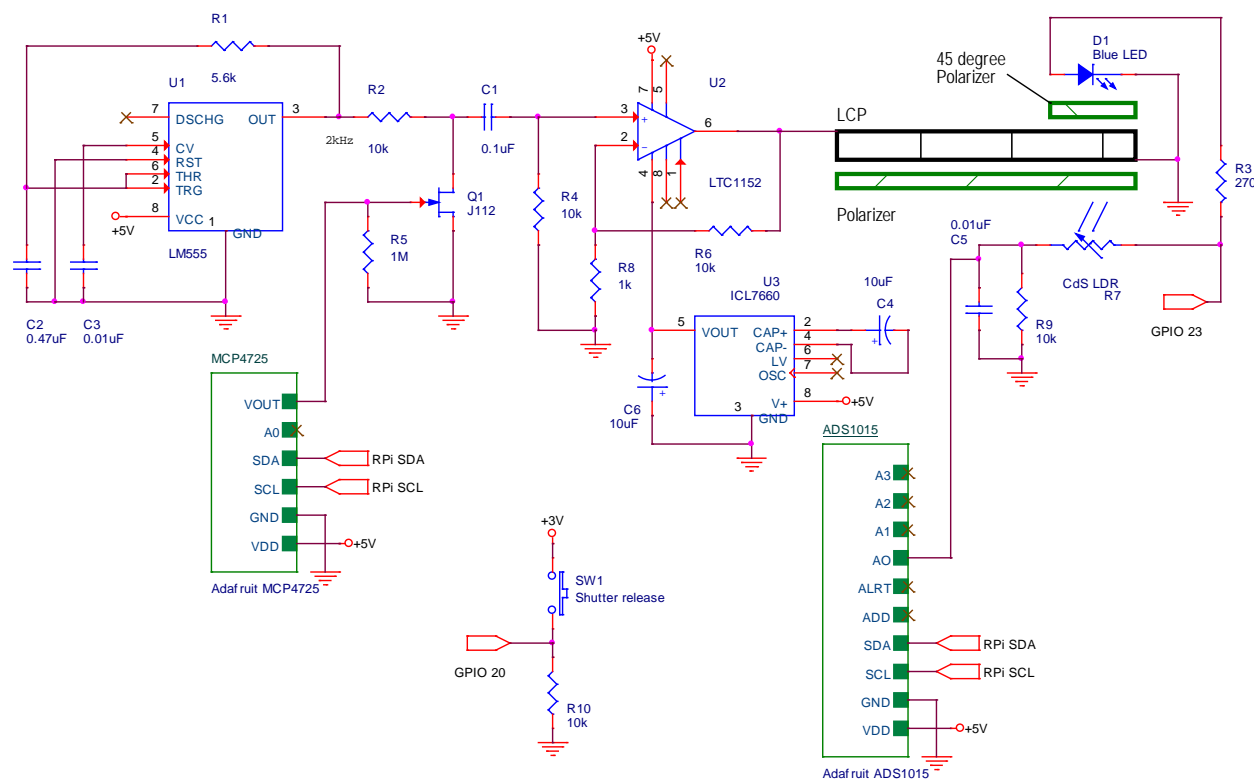 R1
5.6k
U1
7
DSCHG
OUT
3
5
CV
4
RST
6
THR
2
TRG
8
VCC
1
GND
+5V
LM555
2kHz
R2
10k
C1
0.1uF
Q1
J112
R5
1M
R4
10k
C2
0.47uF
C3
0.01uF
+5V
U2
7
5
3
+
2
−
6
4
8
1
LTC1152
R8
1k
R6
10k
45 degree
Polarizer
D1
Blue LED
LCP
Polarizer
R3
270
0.01uF
C5
CdS LDR
R7
GPIO 23
R9
10k
U3
ICL7660
5
VOUT
CAP+
2
CAP-
4
LV
6
OSC
7
V+
8
3
GND
+5V
10uF
C4
C6
10uF
+
+
MCP4725
VOUT
A0
SDA
RPi SDA
SCL
RPi SCL
GND
VDD
+5V
Adafruit MCP4725
+3V
SW1
Shutter release
GPIO 20
R10
10k
ADS1015
A3
A2
A1
AO
ALRT
ADD
SDA
RPi SDA
SCL
RPi SCL
GND
VDD
+5V
Adafruit ADS1015